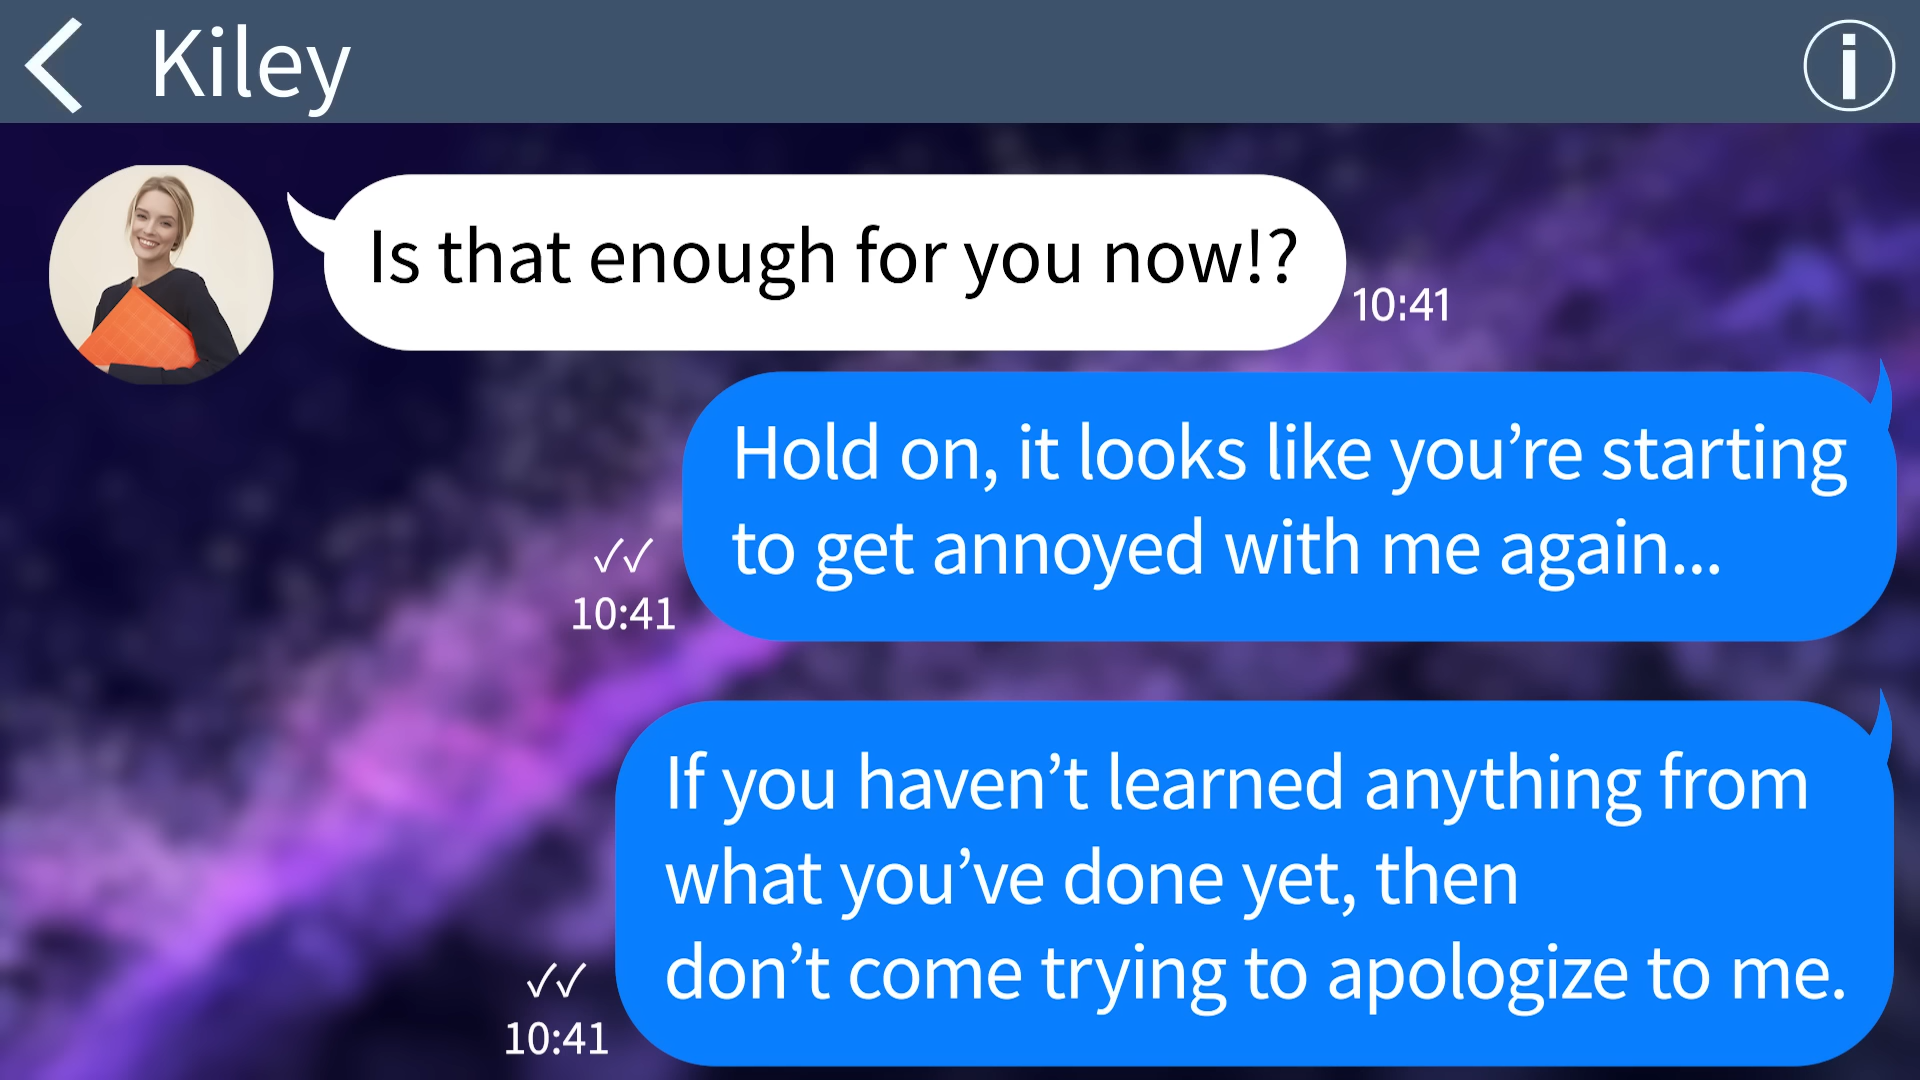 Kiley
Is that enough for you now!?
10:41
Hold on, it looks like you’re starting
to get annoyed with me again...
10:41
If you haven’t learned anything from
what you’ve done yet, then
don’t come trying to apologize to me.
10:41